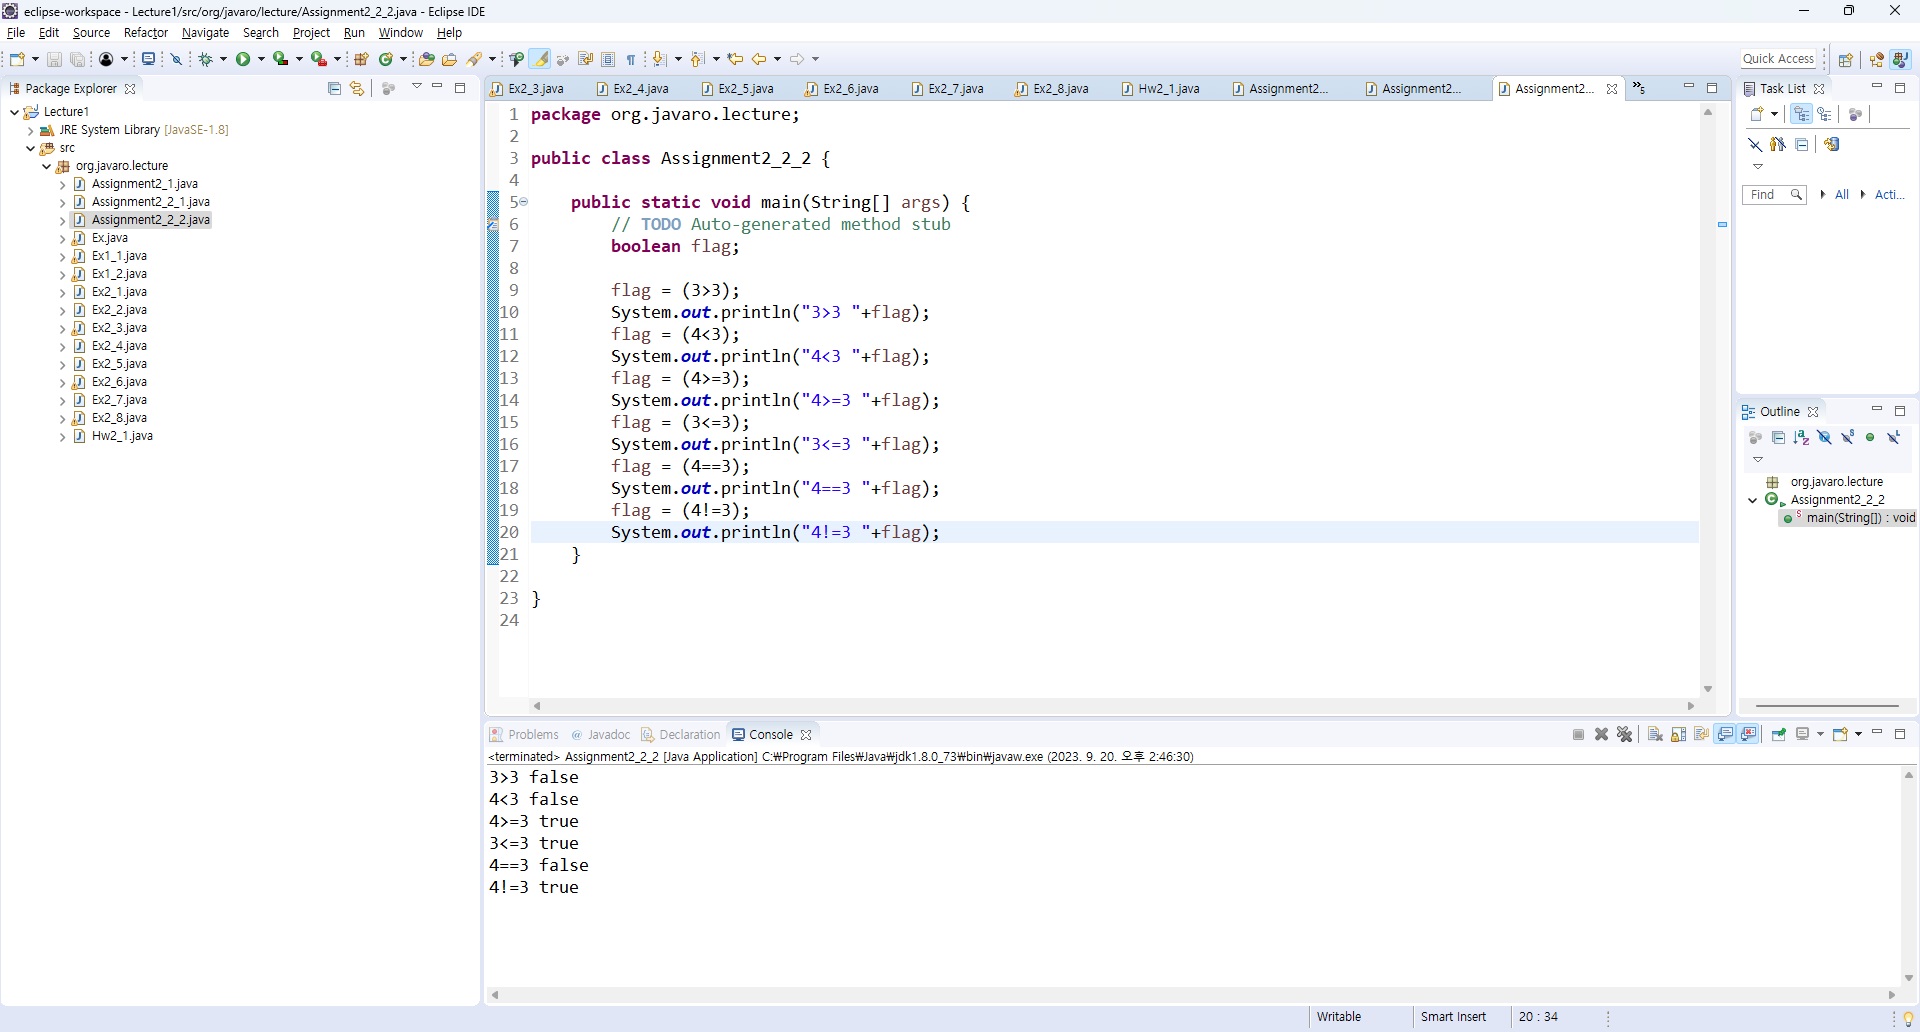 eclipse-workspace - Lecture1/src/org/javaro/lecture/Assignment2_2_2.java - Eclipse IDE
File Edit Source Refactor Navigate Search Project Run Window Help
Quick Access
Package Explorer
Lecture1
JRE System Library [JavaSE-1.8]
src
org.javaro.lecture
Assignment2_1.java
Assignment2_2_1.java
Assignment2_2_2.java
Ex.java
Ex1_1.java
Ex1_2.java
Ex2_1.java
Ex2_2.java
Ex2_3.java
Ex2_4.java
Ex2_5.java
Ex2_6.java
Ex2_7.java
Ex2_8.java
Hw2_1.java
Ex2_3.java Ex2_4.java Ex2_5.java Ex2_6.java Ex2_7.java Ex2_8.java Hw2_1.java Assignment2... Assignment2... Assignment2... »5
1 package org.javaro.lecture;
2
3 public class Assignment2_2_2 {
4
5 public static void main(String[] args) {
6 // TODO Auto-generated method stub
7 boolean flag;
8
9 flag = (3>3);
10 System.out.println("3>3 "+flag);
11 flag = (4<3);
12 System.out.println("4<3 "+flag);
13 flag = (4>=3);
14 System.out.println("4>=3 "+flag);
15 flag = (3<=3);
16 System.out.println("3<=3 "+flag);
17 flag = (4==3);
18 System.out.println("4==3 "+flag);
19 flag = (4!=3);
20 System.out.println("4!=3 "+flag);
21 }
22
23 }
24
Task List
Find All Acti...
Outline
org.javaro.lecture
Assignment2_2_2
main(String[]) : void
Problems @ Javadoc Declaration Console
<terminated> Assignment2_2_2 [Java Application] C:₩Program Files₩Java₩jdk1.8.0_73₩bin₩javaw.exe (2023. 9. 20. 오후 2:46:30)
3>3 false
4<3 false
4>=3 true
3<=3 true
4==3 false
4!=3 true
Writable Smart Insert 20 : 34